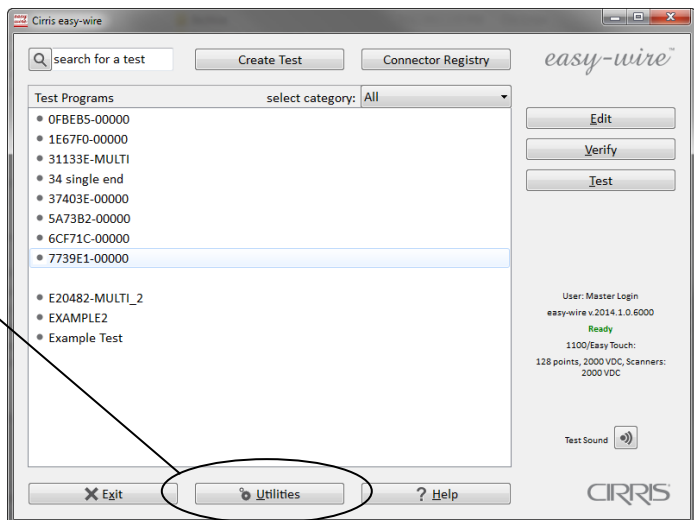 Cirris easy-wire
search for a test
Create Test
Connector Registry
easy-wire™
Test Programs
select category: All
0FBEB5-00000
1E67F0-00000
31133E-MULTI
34 single end
37403E-00000
5A73B2-00000
6CF71C-00000
7739E1-00000
E20482-MULTI_2
EXAMPLE2
Example Test
Edit
Verify
Test
User: Master Login
easy-wire v.2014.1.0.6000
Ready
1100/Easy Touch:
128 points, 2000 VDC, Scanners:
2000 VDC
Test Sound
Exit
Utilities
? Help
CIRRIS